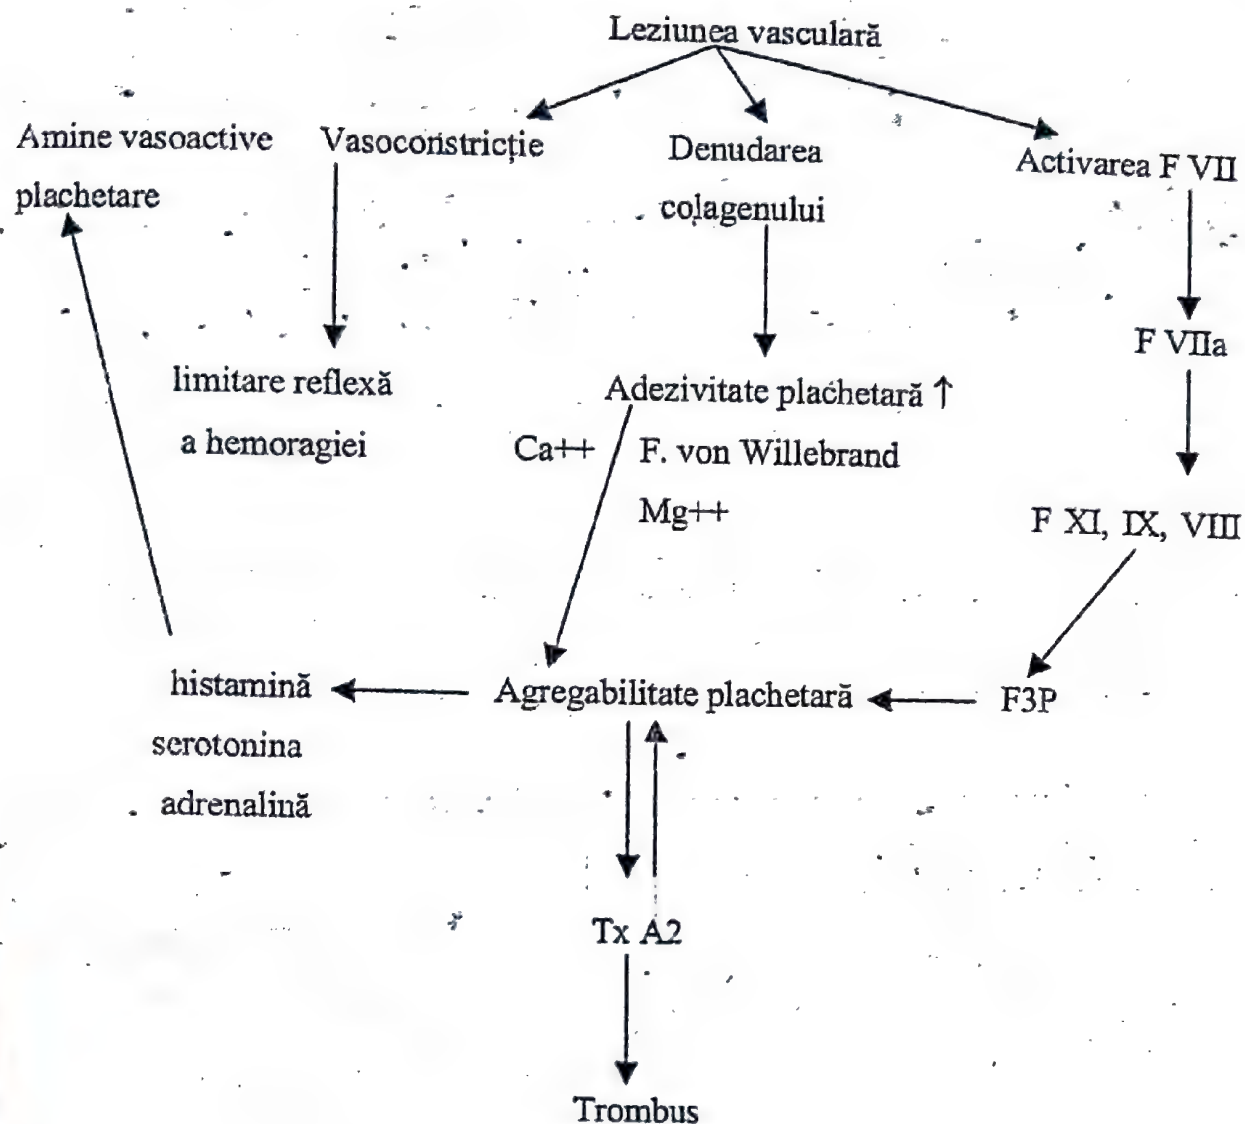 Leziunea vasculară
Amine vasoactive
plachetare
Vasoconstricție
Denudarea
colagenului
Activarea F VII
F VIIa
limitare reflexă
a hemoragiei
Adezivitate plachetară ↑
Ca++
F. von Willebrand
Mg++
F XI, IX, VIII
histamină
serotonina
adrenalină
Agregabilitate plachetară
F3P
Tx A2
Trombus